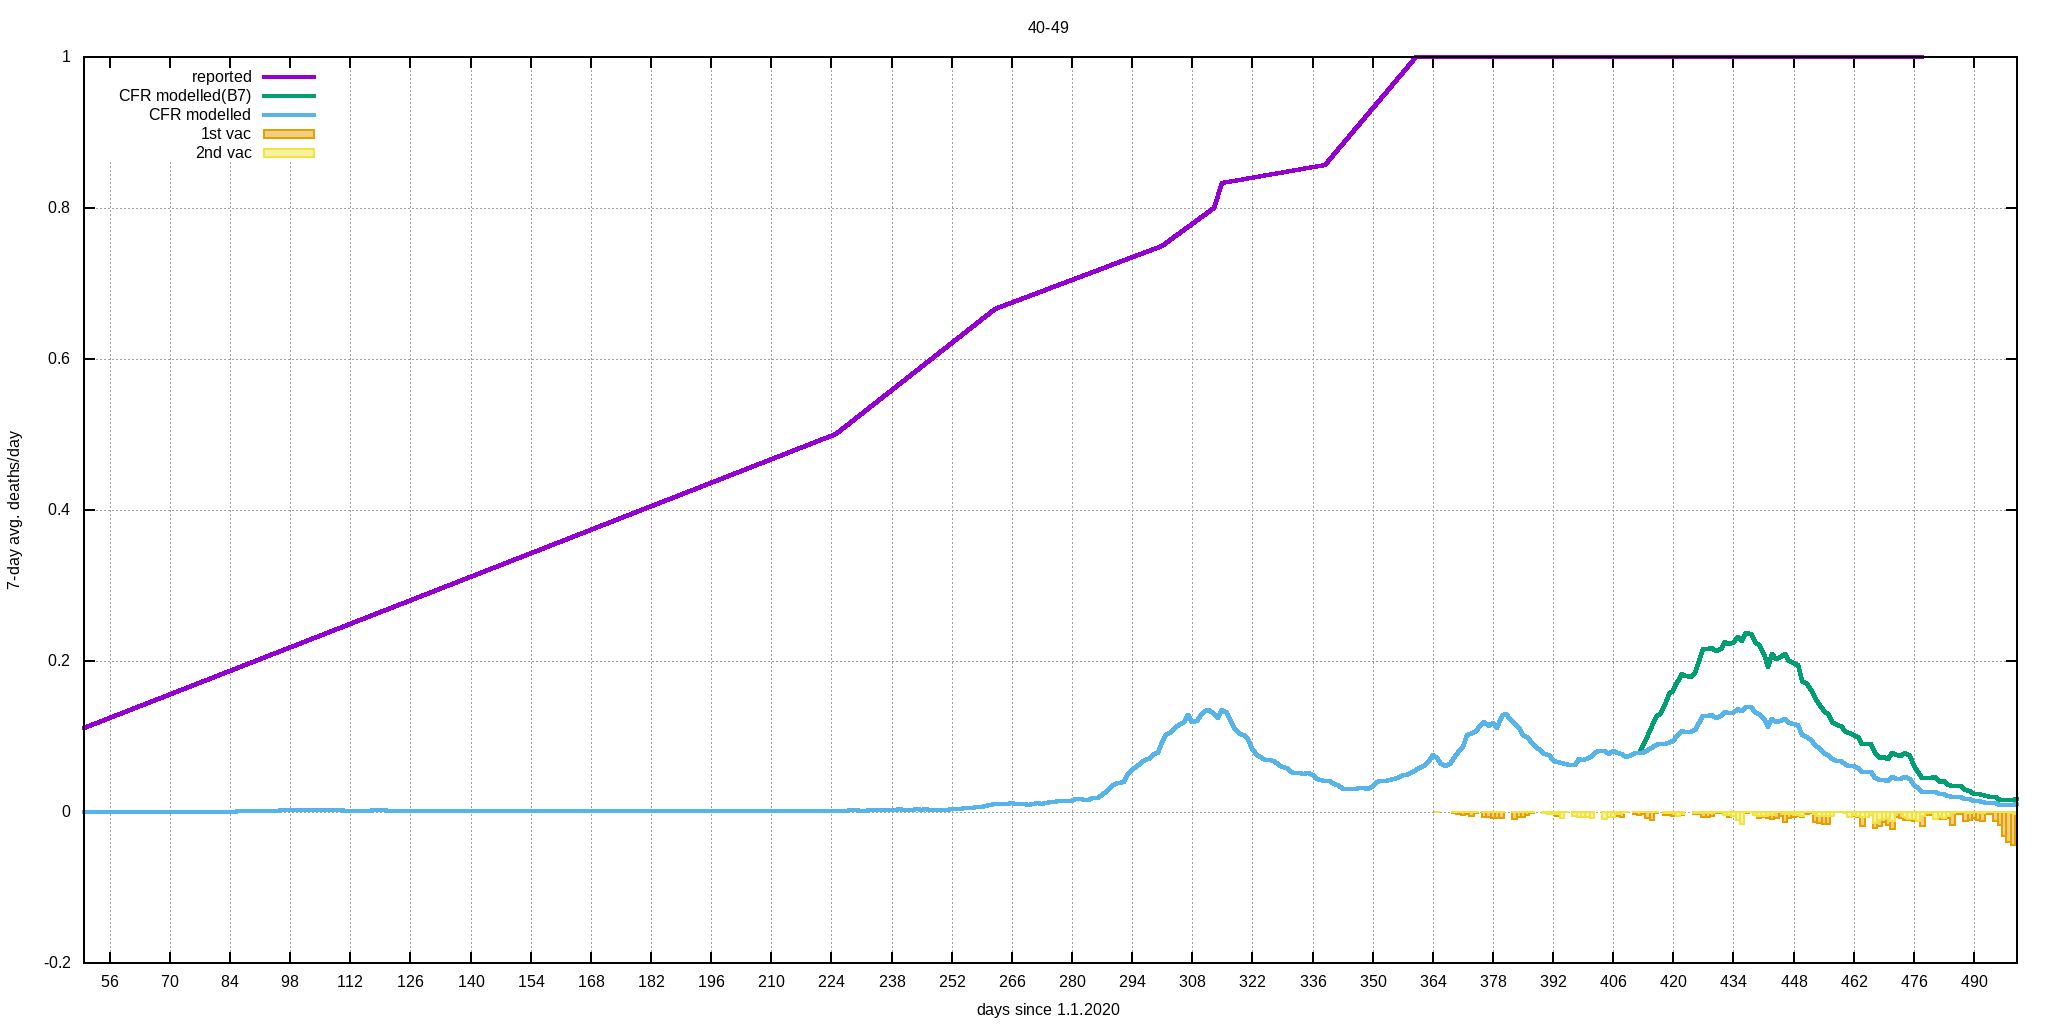 40-49
reported
CFR modelled(B7)
CFR modelled
1st vac
2nd vac
1
0.8
0.6
0.4
0.2
0
-0.2
7-day avg. deaths/day
56 70 84 98 112 126 140 154 168 182 196 210 224 238 252 266 280 294 308 322 336 350 364 378 392 406 420 434 448 462 476 490
days since 1.1.2020